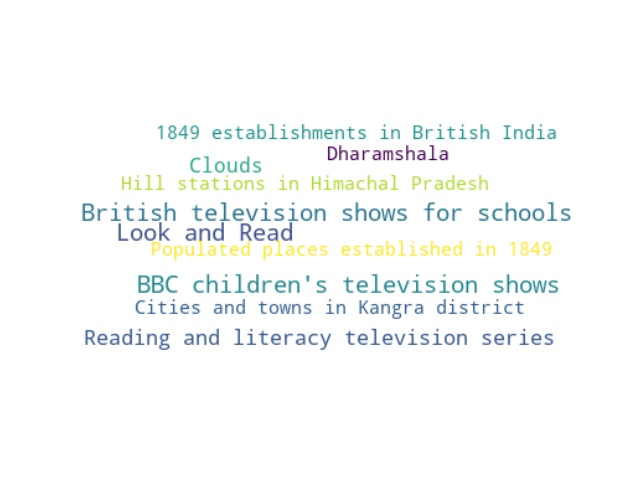 1849 establishments in British India
Dharamshala
Clouds
Hill stations in Himachal Pradesh
British television shows for schools
Look and Read
Populated places established in 1849
BBC children's television shows
Cities and towns in Kangra district
Reading and literacy television series